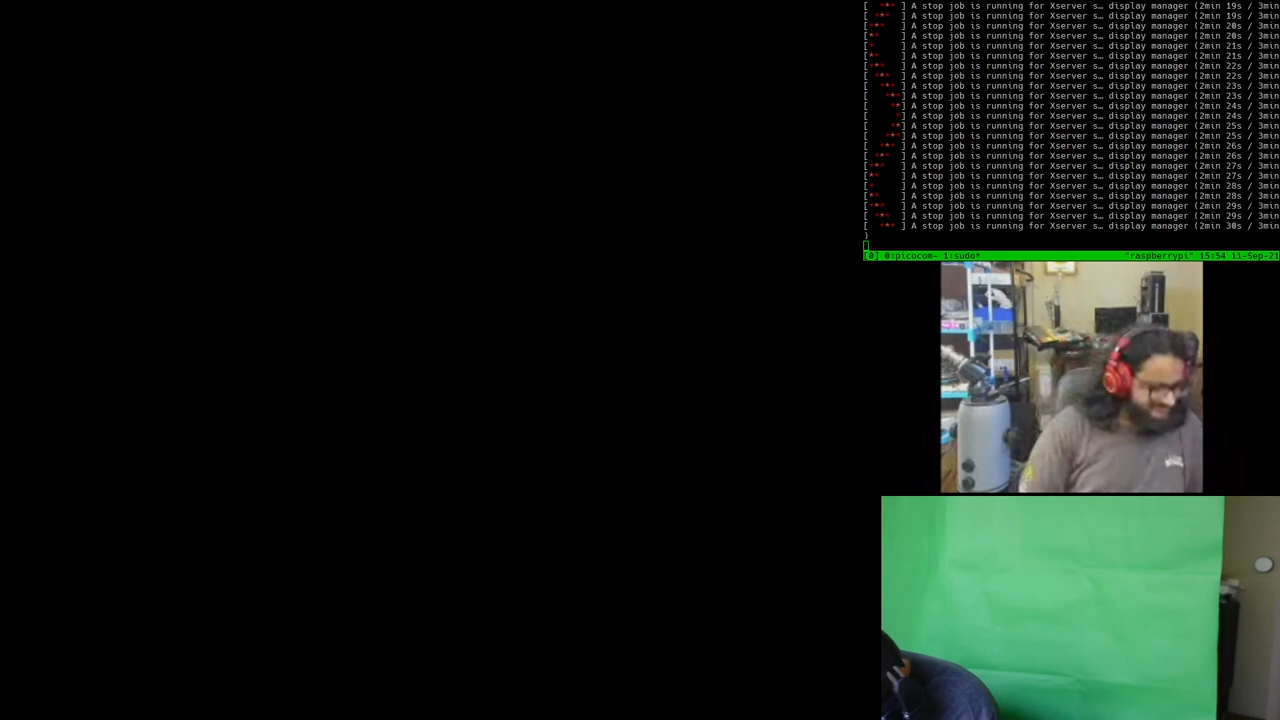 [  *** ] A stop job is running for Xserver s… display manager (2min 19s / 3min
[ ***  ] A stop job is running for Xserver s… display manager (2min 19s / 3min
[***   ] A stop job is running for Xserver s… display manager (2min 20s / 3min
[**    ] A stop job is running for Xserver s… display manager (2min 20s / 3min
[*     ] A stop job is running for Xserver s… display manager (2min 21s / 3min
[**    ] A stop job is running for Xserver s… display manager (2min 21s / 3min
[***   ] A stop job is running for Xserver s… display manager (2min 22s / 3min
[ ***  ] A stop job is running for Xserver s… display manager (2min 22s / 3min
[  *** ] A stop job is running for Xserver s… display manager (2min 23s / 3min
[   ***] A stop job is running for Xserver s… display manager (2min 23s / 3min
[    **] A stop job is running for Xserver s… display manager (2min 24s / 3min
[     *] A stop job is running for Xserver s… display manager (2min 24s / 3min
[    **] A stop job is running for Xserver s… display manager (2min 25s / 3min
[   ***] A stop job is running for Xserver s… display manager (2min 25s / 3min
[  *** ] A stop job is running for Xserver s… display manager (2min 26s / 3min
[ ***  ] A stop job is running for Xserver s… display manager (2min 26s / 3min
[***   ] A stop job is running for Xserver s… display manager (2min 27s / 3min
[**    ] A stop job is running for Xserver s… display manager (2min 27s / 3min
[*     ] A stop job is running for Xserver s… display manager (2min 28s / 3min
[**    ] A stop job is running for Xserver s… display manager (2min 28s / 3min
[***   ] A stop job is running for Xserver s… display manager (2min 29s / 3min
[ ***  ] A stop job is running for Xserver s… display manager (2min 29s / 3min
[  *** ] A stop job is running for Xserver s… display manager (2min 30s / 3min
)
[0] 0:picocom- 1:sudo* "raspberrypi" 15:54 11-Sep-21